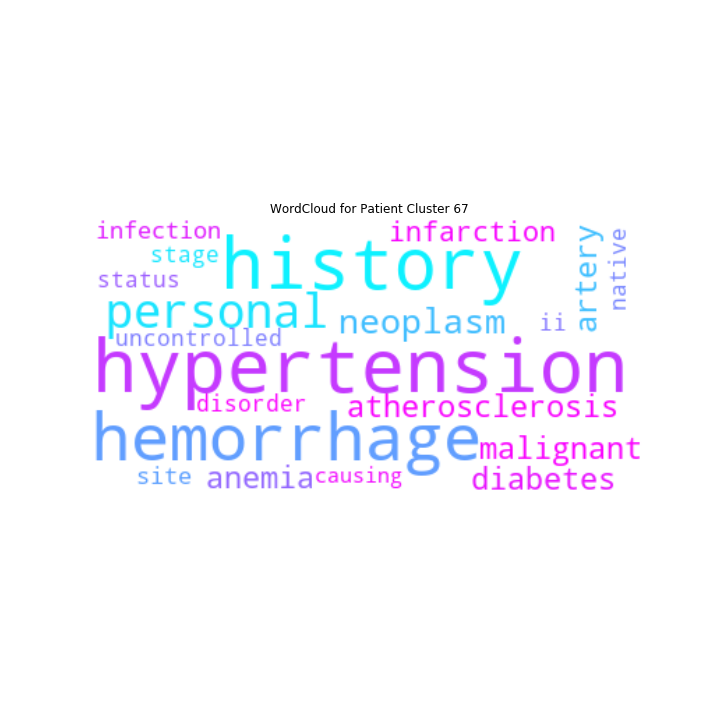 WordCloud for Patient Cluster 67
infection
infarction
history
artery
native
stage
status
personal
neoplasm
ii
uncontrolled
hypertension
disorder
atherosclerosis
hemorrhage
malignant
site
anemia
causing
diabetes